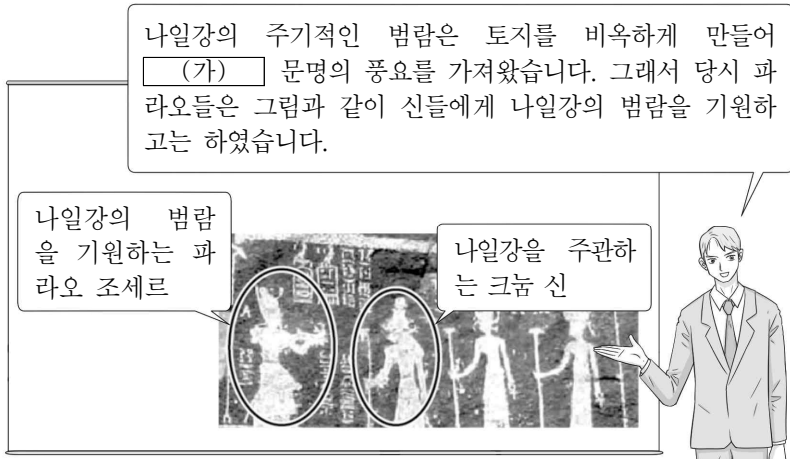 나일강의 주기적인 범람은 토지를 비옥하게 만들어
(가) 문명의 풍요를 가져왔습니다. 그래서 당시 파
라오들은 그림과 같이 신들에게 나일강의 범람을 기원하
고는 하였습니다.
나일강의 범람
을 기원하는 파
라오 조세르
나일강을 주관하
는 크눔 신